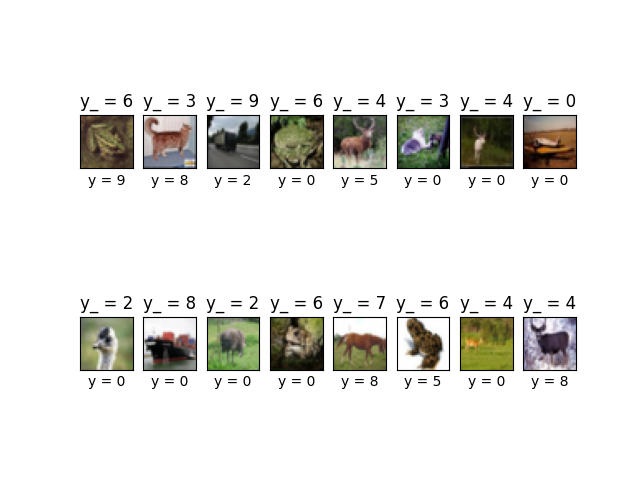 y_ = 6 y_ = 3 y_ = 9 y_ = 6 y_ = 4 y_ = 3 y_ = 4 y_ = 0
y = 9 y = 8 y = 2 y = 0 y = 5 y = 0 y = 0 y = 0
y_ = 2 y_ = 8 y_ = 2 y_ = 6 y_ = 7 y_ = 6 y_ = 4 y_ = 4
y = 0 y = 0 y = 0 y = 0 y = 8 y = 5 y = 0 y = 8